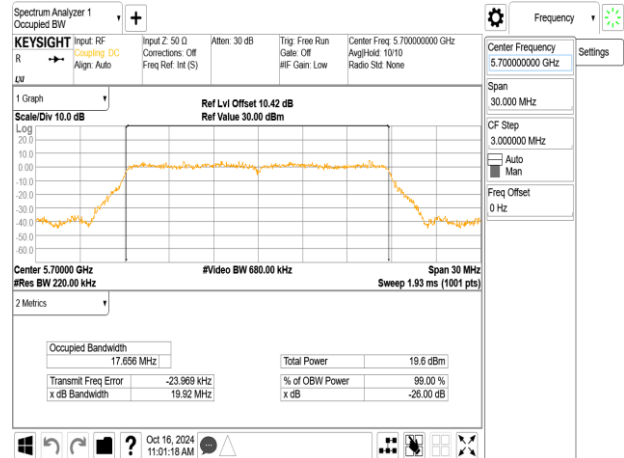 Spectrum Analyzer 1
Occupied BW
Frequency
KEYSIGHT
R
Input: RF
Coupling: DC
Align: Auto
Input Z: 50 Ω
Corrections: Off
Freq Ref: Int (S)
Atten: 30 dB
Trig: Free Run
Gate: Off
#IF Gain: Low
Center Freq: 5.700000000 GHz
Avg|Hold: 10/10
Radio Std: None
Center Frequency
5.700000000 GHz
Settings
Span
30.000 MHz
CF Step
3.000000 MHz
Auto
Man
Freq Offset
0 Hz
1 Graph
Scale/Div 10.0 dB
Ref Lvl Offset 10.42 dB
Ref Value 30.00 dBm
Log
20.0
10.0
0.00
-10.0
-20.0
-30.0
-40.0
-50.0
-60.0
Center 5.70000 GHz
#Video BW 680.00 kHz
Span 30 MHz
#Res BW 220.00 kHz
Sweep 1.93 ms (1001 pts)
2 Metrics
Occupied Bandwidth
17.656 MHz
Total Power 19.6 dBm
Transmit Freq Error -23.969 kHz
% of OBW Power 99.00 %
x dB Bandwidth 19.92 MHz
x dB -26.00 dB
?
Oct 16, 2024
11:01:18 AM